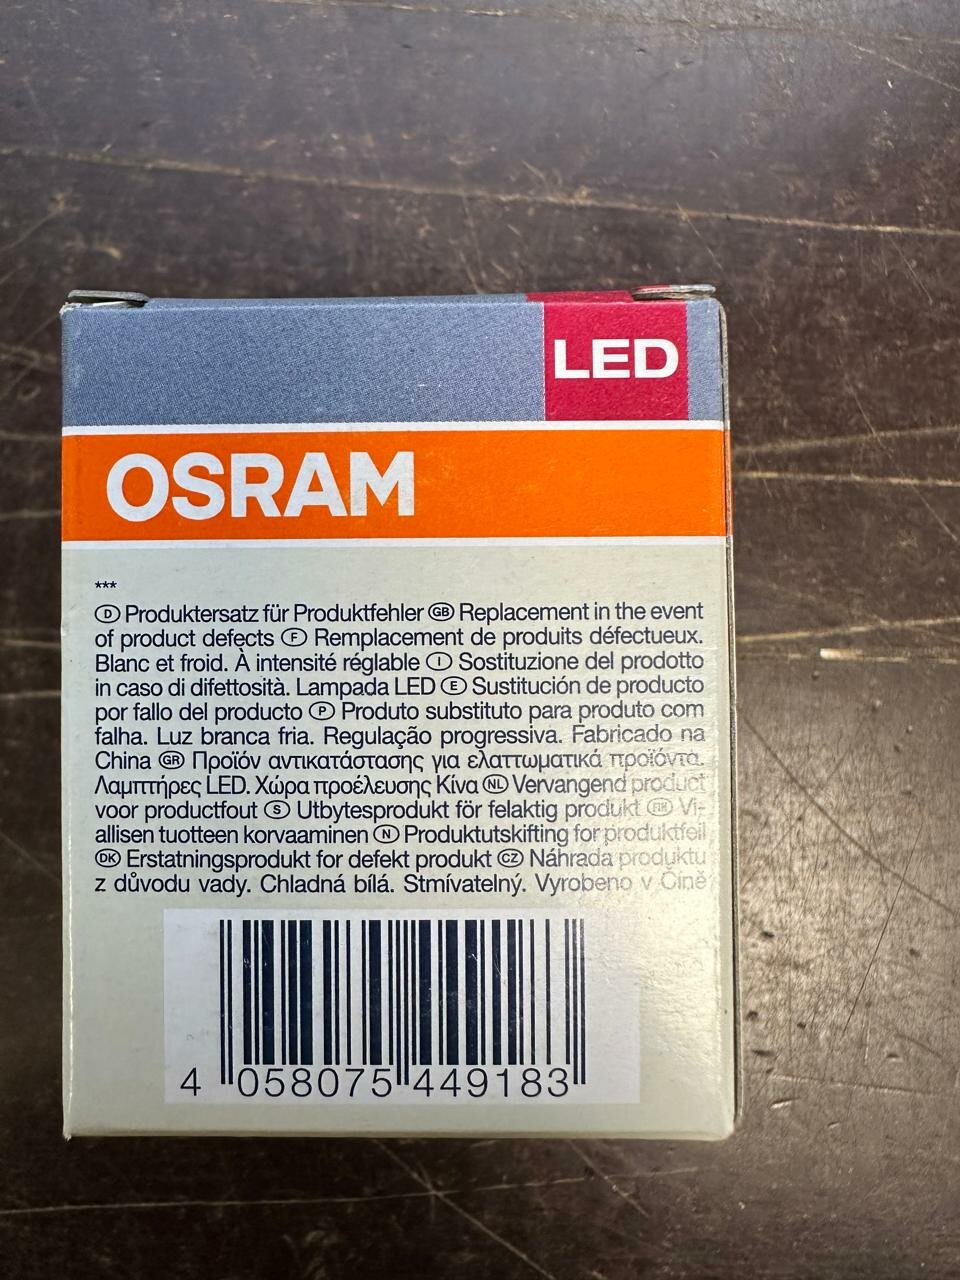 LED
OSRAM
***
(D) Produktersatz für Produktfehler (GB) Replacement in the event
of product defects (F) Remplacement de produits défectueux.
Blanc et froid. À intensité réglable (I) Sostituzione del prodotto
in caso di difettosità. Lampada LED (E) Sustitución de producto
por fallo del producto (P) Produto substituto para produto com
falha. Luz branca fria. Regulação progressiva. Fabricado na
China (GR) Προϊόν αντικατάστασης για ελαττωματικά προϊόντα.
Λαμπτήρες LED. Χώρα προέλευσης Κίνα (NL) Vervangend product
voor productfout (S) Utbytesprodukt för felaktig produkt (FIN) Vi-
allisen tuotteen korvaaminen (N) Produktutskifting for produktfeil
(DK) Erstatningsprodukt for defekt produkt (CZ) Náhrada produktu
z důvodu vady. Chladná bílá. Stmívatelný. Vyrobeno v Číně
4 058075 449183